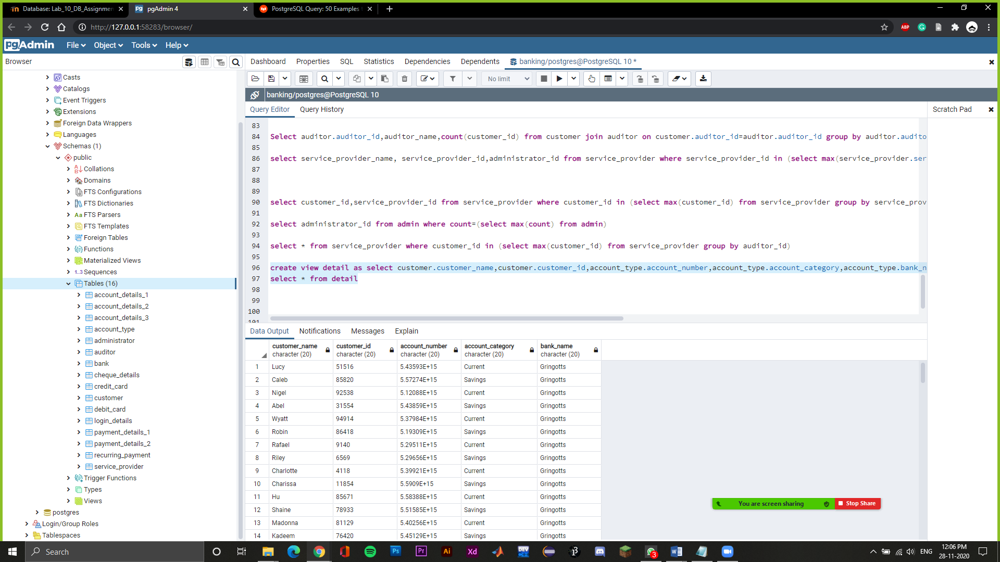 Database: Lab_10_DB_Assignmen
pgAdmin 4
PostgreSQL Query: 50 Examples
http://127.0.0.1:58283/browser/
ABP
pgAdmin
File
Object
Tools
Help
Browser
Dashboard
Properties
SQL
Statistics
Dependencies
Dependents
banking/postgres@PostgreSQL 10 *
No limit
banking/postgres@PostgreSQL 10
Query Editor
Query History
Scratch Pad
Casts
Catalogs
Event Triggers
Extensions
Foreign Data Wrappers
Languages
Schemas (1)
public
Collations
Domains
FTS Configurations
FTS Dictionaries
Aa FTS Parsers
FTS Templates
Foreign Tables
Functions
Materialized Views
1..3 Sequences
Tables (16)
account_details_1
account_details_2
account_details_3
account_type
administrator
auditor
bank
cheque_details
credit_card
customer
debit_card
login_details
payment_details_1
payment_details_2
recurring_payment
service_provider
Trigger Functions
Types
Views
postgres
Login/Group Roles
Tablespaces
83
84 Select auditor.auditor_id,auditor_name,count(customer_id) from customer join auditor on customer.auditor_id=auditor.auditor_id group by auditor.audito
85
86 select service_provider_name, service_provider_id,administrator_id from service_provider where service_provider_id in (select max(service_provider.ser
87
88
89
90 select customer_id,service_provider_id from service_provider where customer_id in (select max(customer_id) from service_provider group by service_prov
91
92 select administrator_id from admin where count=(select max(count) from admin)
93
94 select * from service_provider where customer_id in (select max(customer_id) from service_provider group by auditor_id)
95
96 create view detail as select customer.customer_name,customer.customer_id,account_type.account_number,account_type.account_category,account_type.bank_n
97 select * from detail
98
99
100
101
Data Output
Notifications
Messages
Explain
customer_name customer_id account_number account_category bank_name
character (20) character (20) character (20) character (20) character (20)
1 Lucy 51516 5.43593E+15 Current Gringotts
2 Caleb 85820 5.57274E+15 Savings Gringotts
3 Nigel 92538 5.12088E+15 Current Gringotts
4 Abel 31554 5.43859E+15 Savings Gringotts
5 Wyatt 94914 5.37984E+15 Current Gringotts
6 Robin 86418 5.19309E+15 Savings Gringotts
7 Rafael 9140 5.29511E+15 Current Gringotts
8 Riley 6569 5.29656E+15 Savings Gringotts
9 Charlotte 4118 5.39921E+15 Current Gringotts
10 Charissa 11854 5.5909E+15 Savings Gringotts
11 Hu 85671 5.58388E+15 Current Gringotts
12 Shaine 78933 5.51585E+15 Savings Gringotts
13 Madonna 81129 5.40256E+15 Current Gringotts
14 Kadeem 76420 5.45129E+15 Savings Gringotts
You are screen sharing
Stop Share
Search
Ps
Pr
Ai
Xd
DEV
3
ENG
12:06 PM
28-11-2020